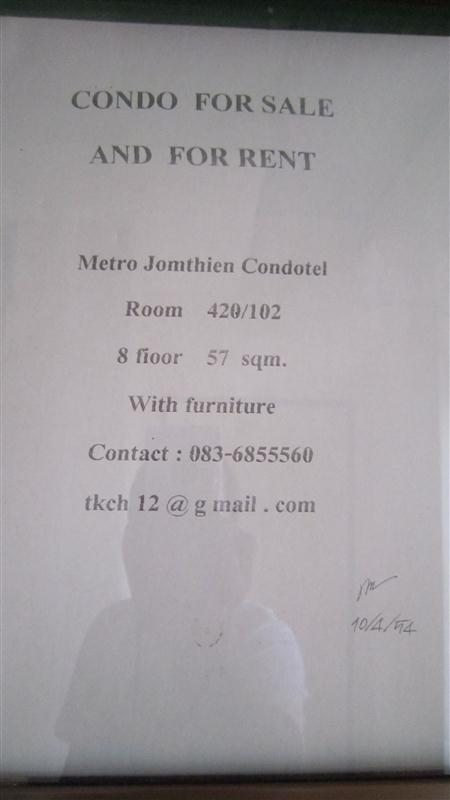 CONDO FOR SALE
AND FOR RENT
Metro Jomthien Condotel
Room 420/102
8 fioor 57 sqm.
With furniture
Contact : 083-6855560
tkch 12 @ g mail . com
10/4/54